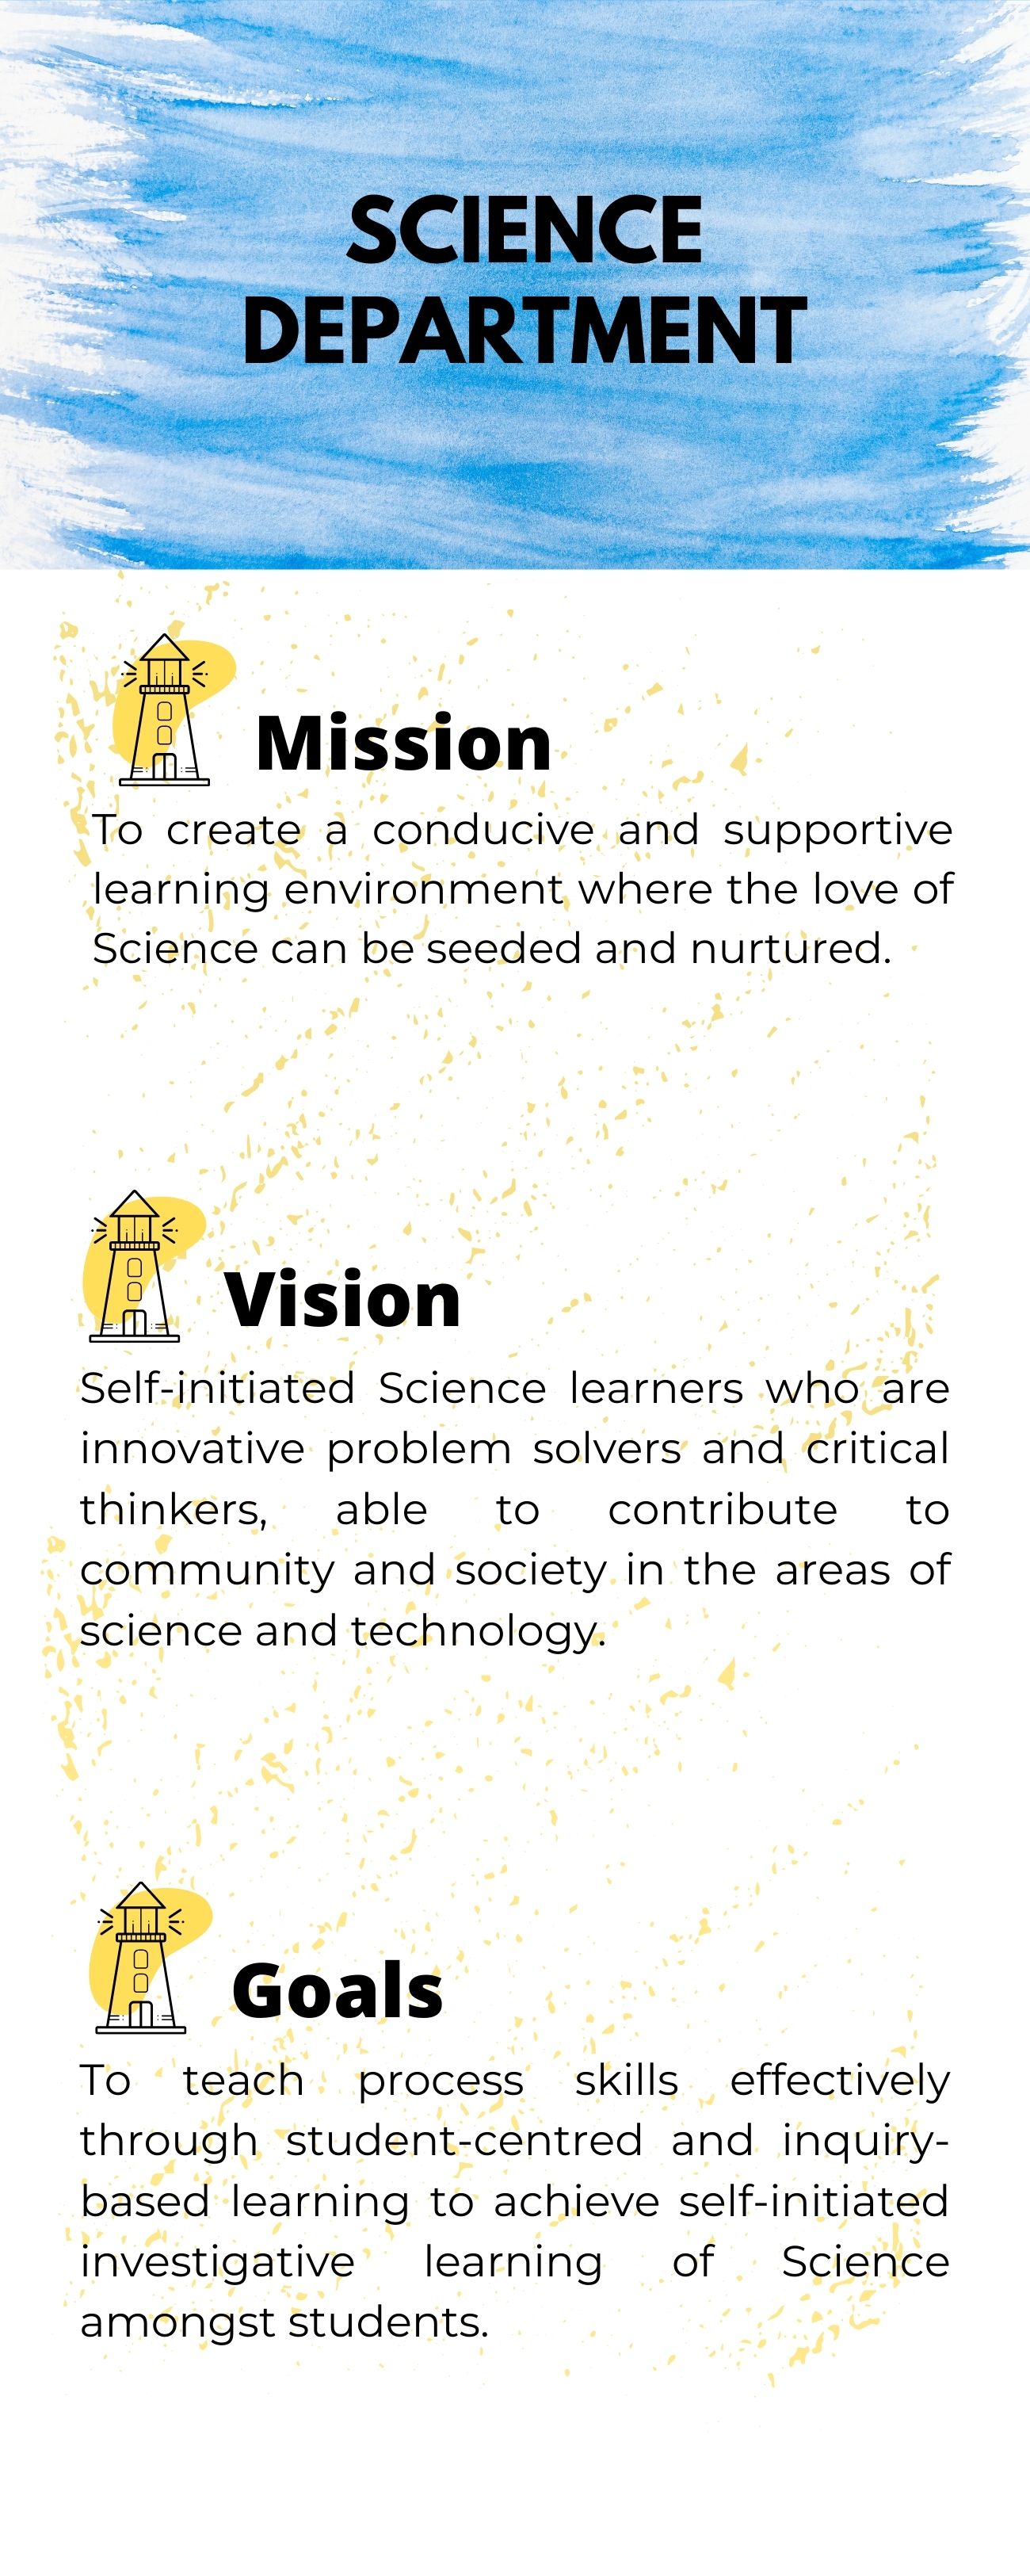 SCIENCE
DEPARTMENT
Mission
To create a conducive and supportive
learning environment where the love of
Science can be seeded and nurtured.
Vision
Self-initiated Science learners who are
innovative problem solvers and critical
thinkers, able to contribute to
community and society in the areas of
science and technology.
Goals
To teach process skills effectively
through student-centred and inquiry-
based learning to achieve self-initiated
investigative learning of Science
amongst students.